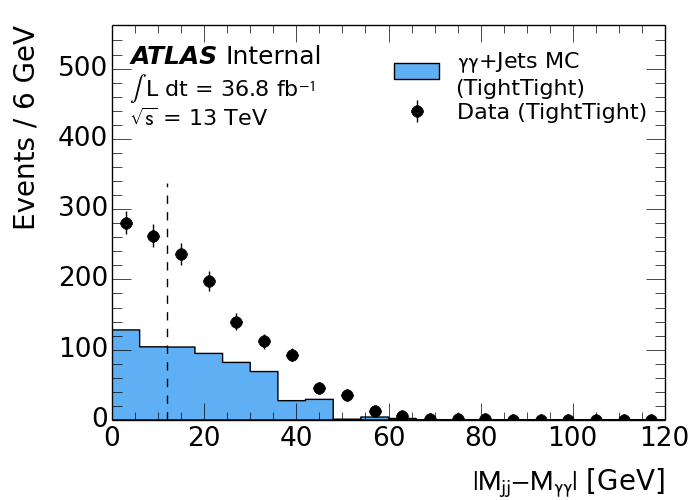 ATLAS Internal
∫L dt = 36.8 fb⁻¹
√s = 13 TeV
γγ+Jets MC
(TightTight)
Data (TightTight)
Events / 6 GeV
500
400
300
200
100
0
0 20 40 60 80 100 120
|Mjj−Mγγ| [GeV]